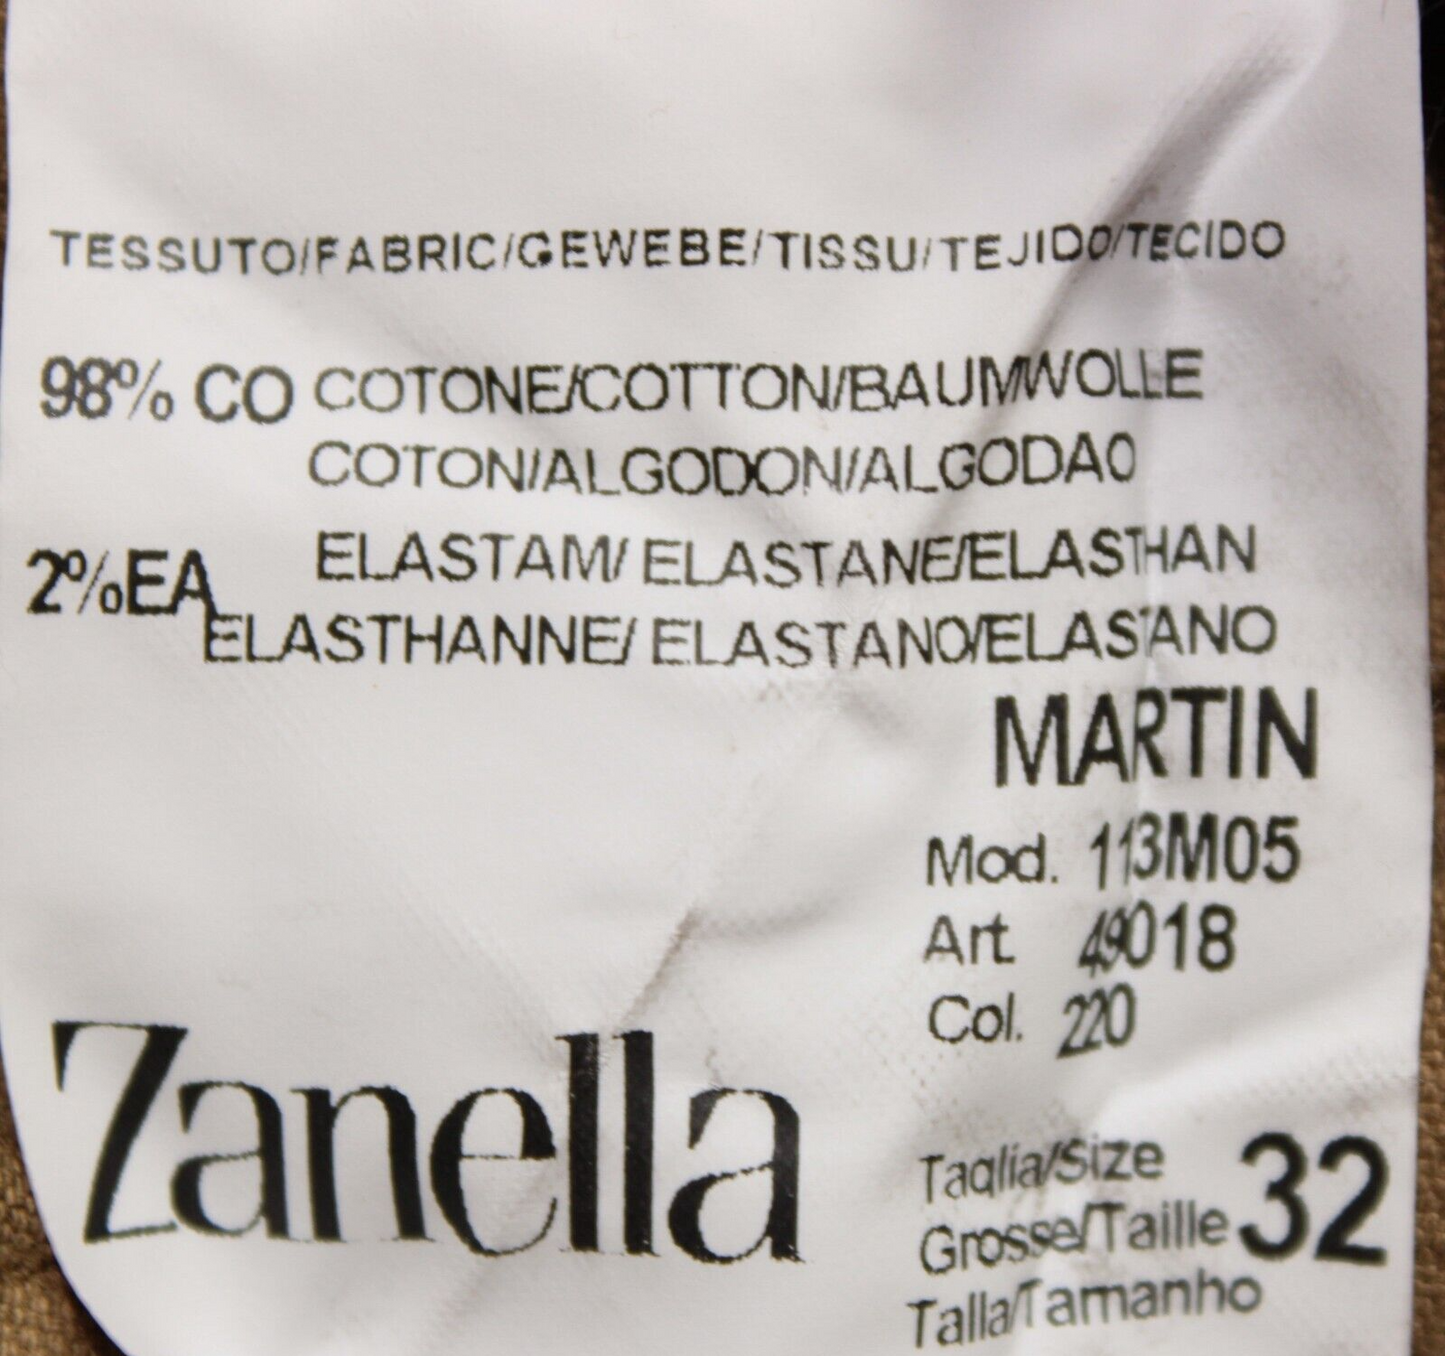 TESSUTO/FABRIC/GEWEBE/TISSU/TEJIDO/TECIDO
98% CO COTONE/COTTON/BAUMWOLLE
COTON/ALGODON/ALGODAO
2%EA ELASTAM/ ELASTANE/ELASTHAN
ELASTHANNE/ ELASTANO/ELASTANO
MARTIN
Mod. 113M05
Art. 49018
Col. 220
Zanella
Taglia/Size 32
Grosse/Taille
Talla/Tamanho